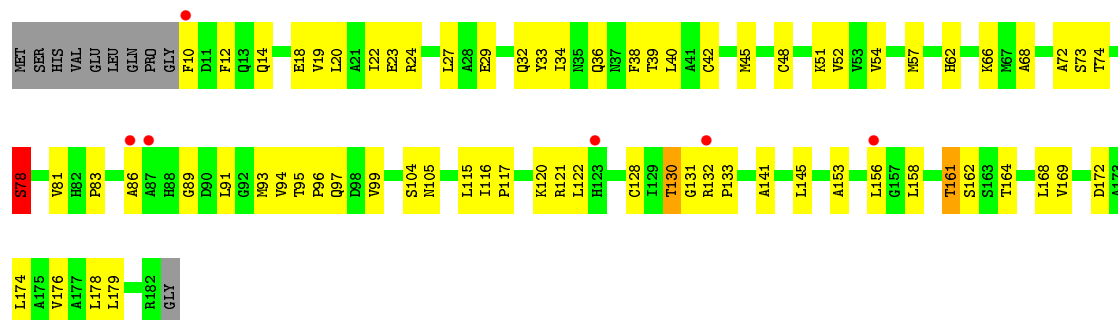 MET SER HIS VAL GLU LEU GLN PRO GLY F10 D11 F12 Q13 Q14 E18 V19 L20 A21 I22 E23 R24 L27 A28 E29 Q32 Y33 I34 N35 Q36 N37 F38 T39 L40 A41 C42 M45 C48 K51 V52 V53 V54 M57 H62 K66 M67 A68 A72 S73 T74
S78 V81 H82 P83 A86 A87 H88 G89 D90 L91 G92 M93 V94 T95 P96 Q97 D98 V99 S104 N105 L115 I116 P117 K120 R121 L122 H123 C128 I129 T130 G131 R132 P133 A141 L145 A153 L156 G157 L158 T161 S162 S163 T164 L168 V169 D172 A173
L174 A175 V176 A177 L178 L179 R182 GLY